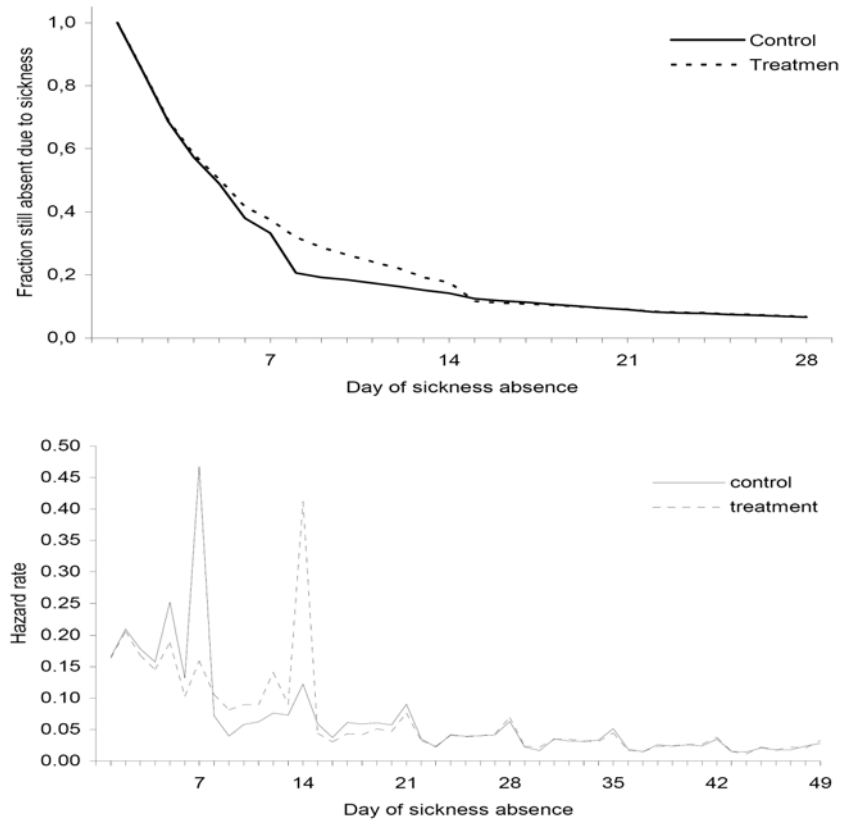 1,0
0,8
0,6
0,4
0,2
0,0
Fraction still absent due to sickness
Control
Treatmen
7 14 21 28
Day of sickness absence
0.50
0.45
0.40
0.35
0.30
0.25
0.20
0.15
0.10
0.05
0.00
Hazard rate
control
treatment
7 14 21 28 35 42 49
Day of sickness absence